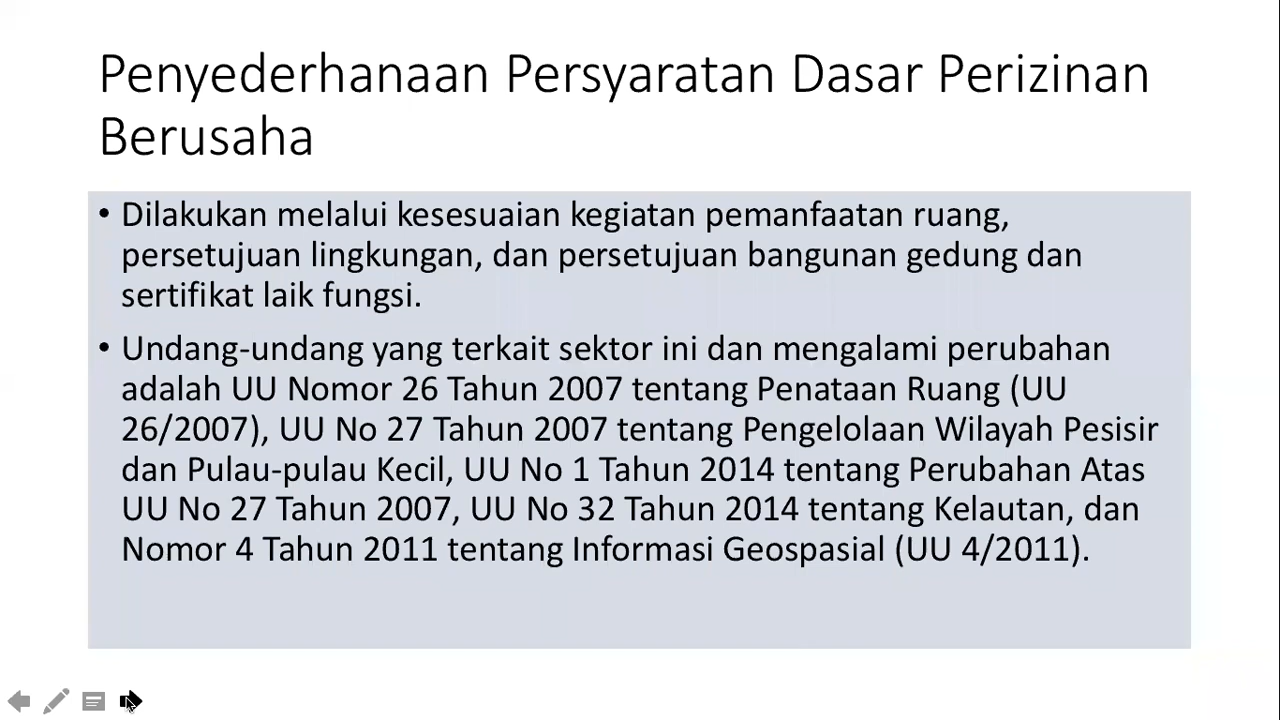 Penyederhanaan Persyaratan Dasar Perizinan
Berusaha
• Dilakukan melalui kesesuaian kegiatan pemanfaatan ruang,
persetujuan lingkungan, dan persetujuan bangunan gedung dan
sertifikat laik fungsi.
• Undang-undang yang terkait sektor ini dan mengalami perubahan
adalah UU Nomor 26 Tahun 2007 tentang Penataan Ruang (UU
26/2007), UU No 27 Tahun 2007 tentang Pengelolaan Wilayah Pesisir
dan Pulau-pulau Kecil, UU No 1 Tahun 2014 tentang Perubahan Atas
UU No 27 Tahun 2007, UU No 32 Tahun 2014 tentang Kelautan, dan
Nomor 4 Tahun 2011 tentang Informasi Geospasial (UU 4/2011).